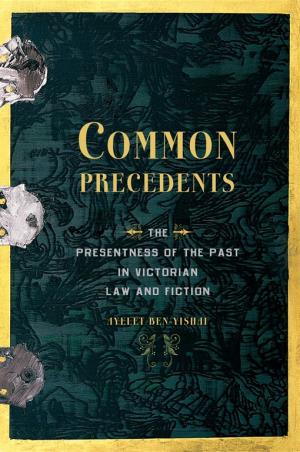 COMMON
PRECEDENTS
THE
PRESENTNESS OF THE PAST
IN VICTORIAN
LAW AND FICTION
AYELET BEN-YISHAI